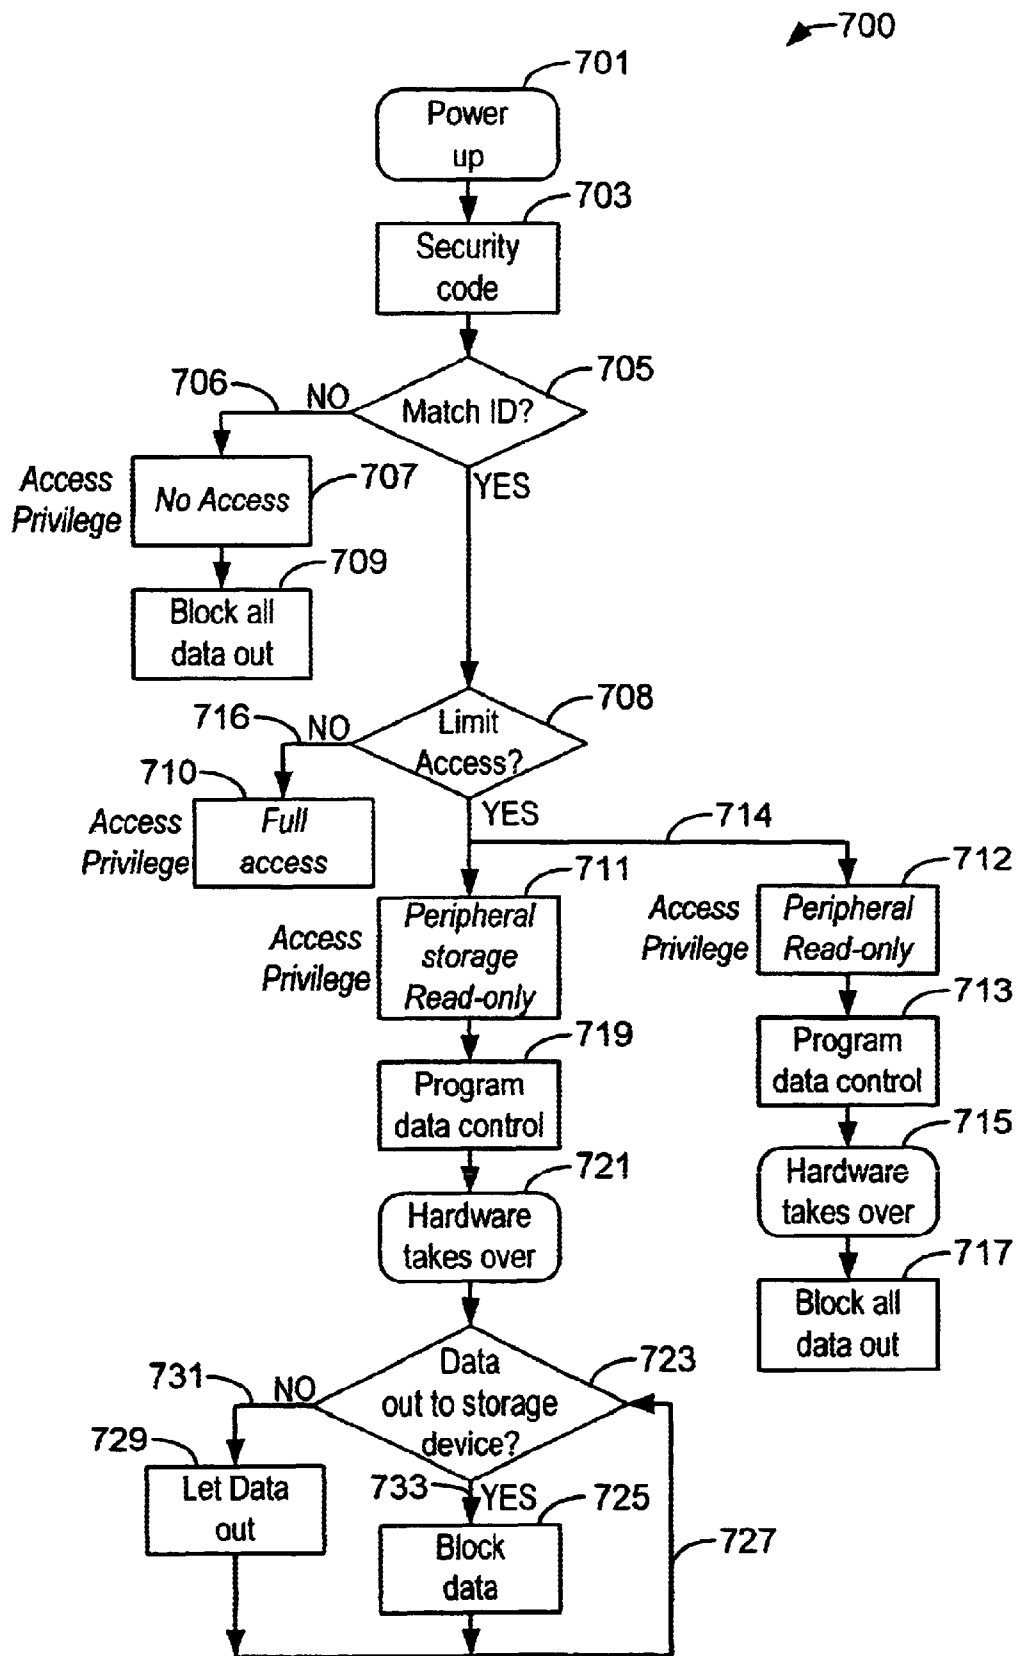 700
701
Power
up
703
Security
code
705
706
NO
Match ID?
YES
Access
Privilege
No Access
707
709
Block all
data out
708
716
NO
Limit
Access?
YES
710
Access
Privilege
Full
access
714
711
Access
Privilege
Peripheral
storage
Read-only
712
Access
Privilege
Peripheral
Read-only
719
Program
data control
713
Program
data control
721
Hardware
takes over
715
Hardware
takes over
717
Block all
data out
723
Data
out to storage
device?
731
NO
729
Let Data
out
733
YES
725
Block
data
727